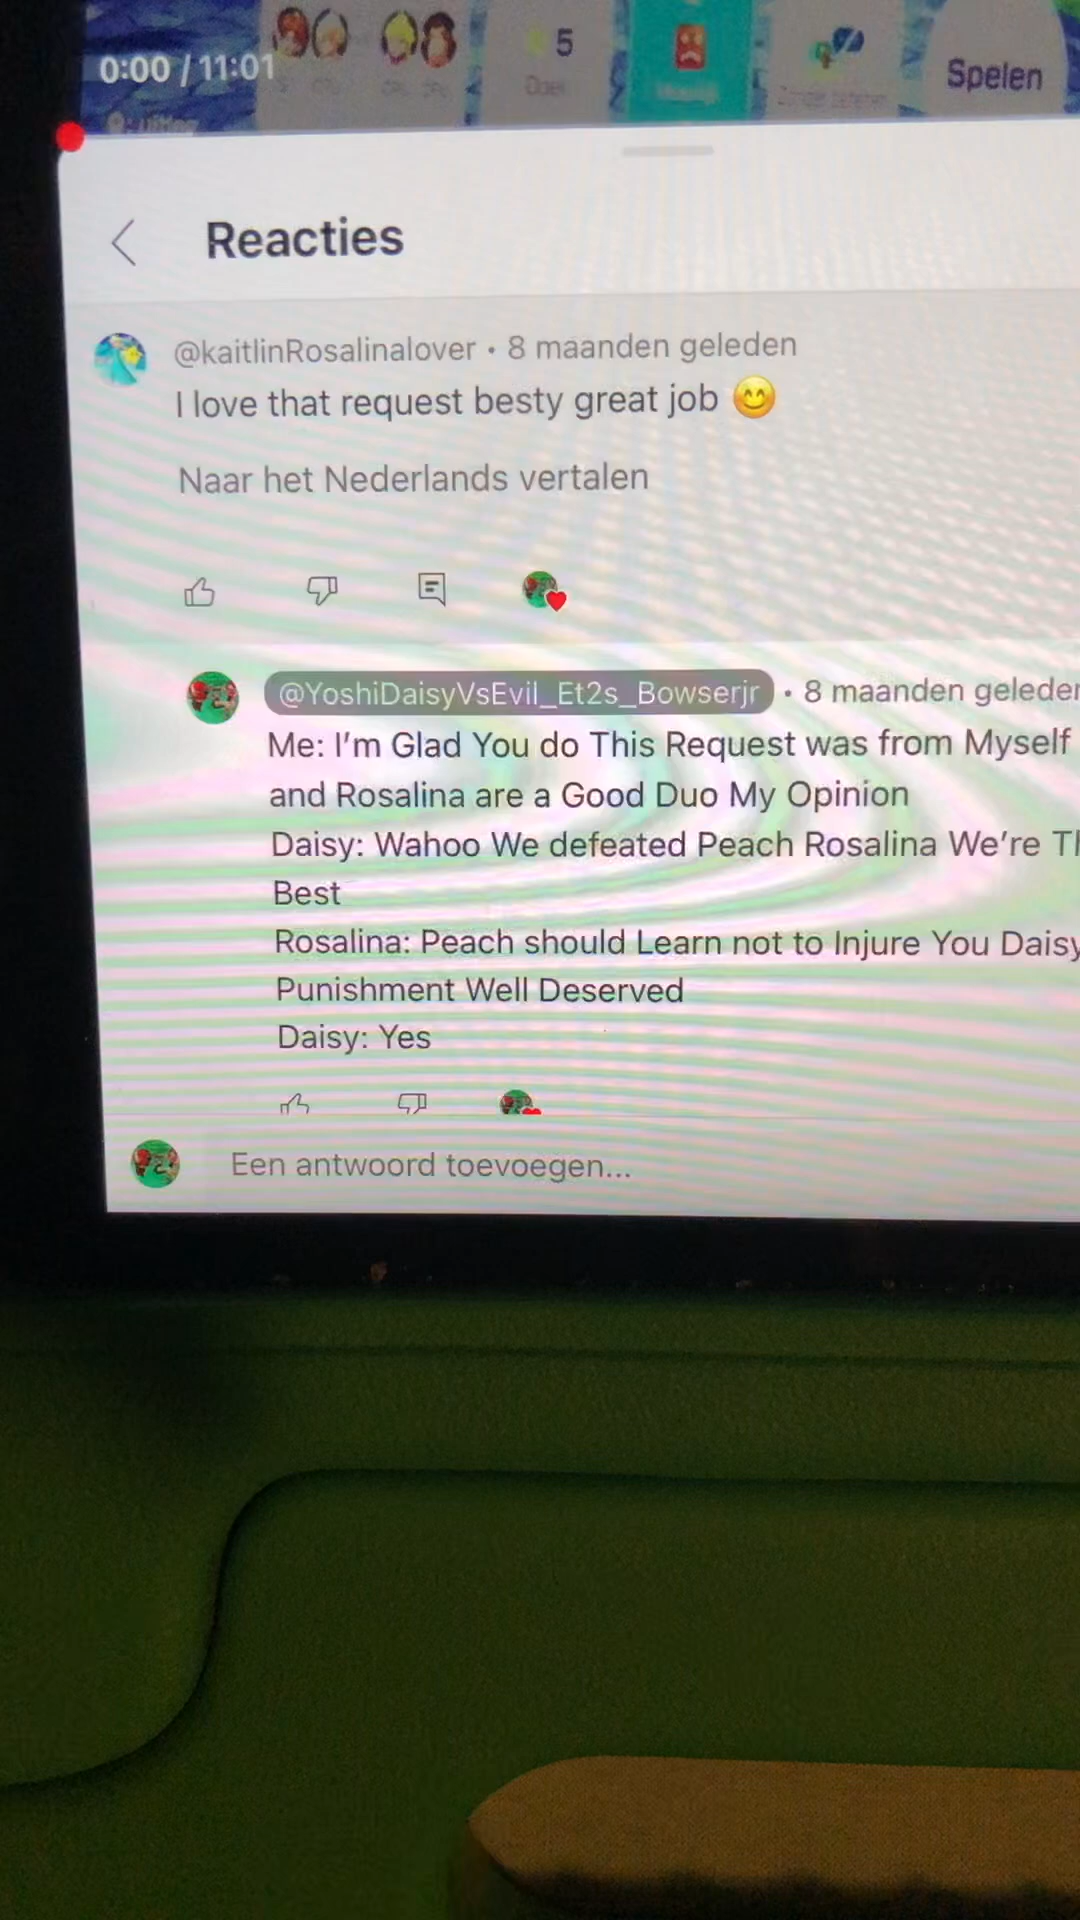 0:00 / 11:01
5
Spelen
Reacties
@kaitlinRosalinalover • 8 maanden geleden
I love that request besty great job 😊
Naar het Nederlands vertalen
@YoshiDaisyVsEvil_Et2s_Bowserjr • 8 maanden geleden
Me: I'm Glad You do This Request was from Myself
and Rosalina are a Good Duo My Opinion
Daisy: Wahoo We defeated Peach Rosalina We're
Best
Rosalina: Peach should Learn not to Injure You Daisy
Punishment Well Deserved
Daisy: Yes
Een antwoord toevoegen...